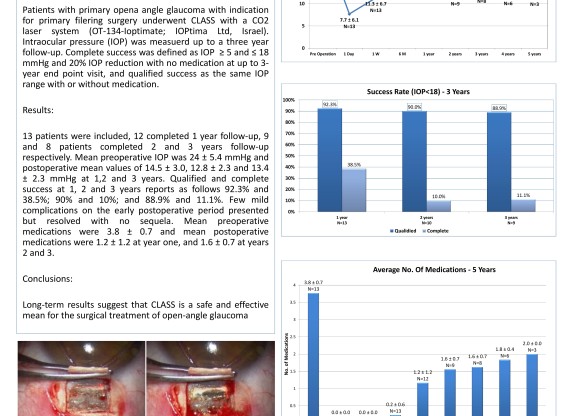 Patients with primary opena angle glaucoma with indication
for primary filering surgery underwent CLASS with a CO2
laser system (OT-134-Ioptimate; IOPtima Ltd, Israel).
Intraocular pressure (IOP) was measuerd up to a three year
follow-up. Complete success was defined as IOP ≥ 5 and ≤ 18
mmHg and 20% IOP reduction with no medication at up to 3-
year end point visit, and qualified success as the same IOP
range with or without medication.
Results:
13 patients were included, 12 completed 1 year follow-up, 9
and 8 patients completed 2 and 3 years follow-up
respectively. Mean preoperative IOP was 24 ± 5.4 mmHg and
postoperative mean values of 14.5 ± 3.0, 12.8 ± 2.3 and 13.4
± 2.3 mmHg at 1,2 and 3 years. Qualified and complete
success at 1, 2 and 3 years reports as follows 92.3% and
38.5%; 90% and 10%; and 88.9% and 11.1%. Few mild
complications on the early postoperative period presented
but resolved with no sequela. Mean preoperative
medications were 3.8 ± 0.7 and mean postoperative
medications were 1.2 ± 1.2 at year one, and 1.6 ± 0.7 at years
2 and 3.
Conclusions:
Long-term results suggest that CLASS is a safe and effective
mean for the surgical treatment of open-angle glaucoma
10
5
0
7.7 ± 6.1
N=13
11.3 ± 6.7
N=13
N=9
N=6
N=3
Pre Operation 1 Day 1 W 6 M 1 year 2 years 3 years 4 years 5 years
Success Rate (IOP<18) - 3 Years
100%
90%
80%
70%
60%
50%
40%
30%
20%
10%
0%
92.3%
38.5%
90.0%
10.0%
88.9%
11.1%
1 year
N=13
2 years
N=10
3 years
N=9
Qualidied Complete
Average No. Of Medications - 5 Years
No. of Medications
4
3.5
3
2.5
2
1.5
1
0.5
3.8 ± 0.7
N=13
0.0 ± 0.0
0.0 ± 0.0
0.2 ± 0.6
N=13
1.2 ± 1.2
N=12
1.6 ± 0.7
N=9
1.6 ± 0.7
N=8
1.8 ± 0.4
N=6
2.0 ± 0.0
N=3